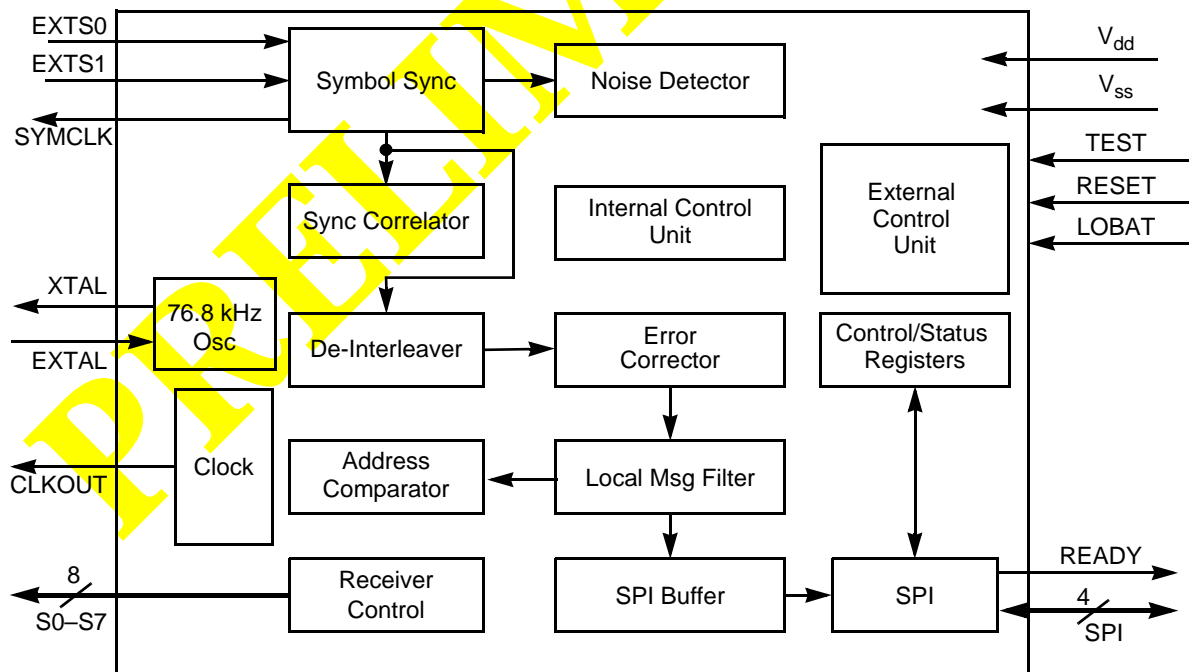 EXTS0
EXTS1
SYMCLK
Symbol Sync
Noise Detector
Vdd
Vss
TEST
RESET
LOBAT
External
Control
Unit
Sync Correlator
Internal Control
Unit
XTAL
EXTAL
76.8 kHz
Osc
De-Interleaver
Error
Corrector
Control/Status
Registers
CLKOUT
Clock
Address
Comparator
Local Msg Filter
8
S0–S7
Receiver
Control
SPI Buffer
SPI
READY
4
SPI
PRELIM